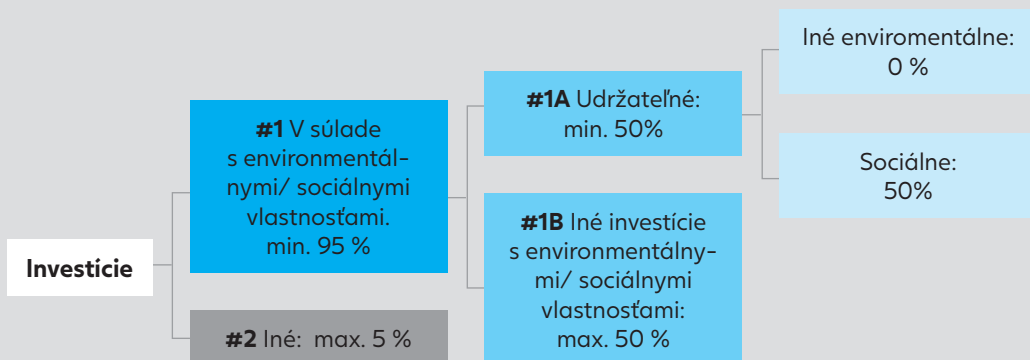 Investície
#1 V súlade
s environmentál-
nymi/ sociálnymi
vlastnosťami.
min. 95 %
#2 Iné: max. 5 %
#1A Udržateľné:
min. 50%
#1B Iné investície
s environmentálny-
mi/ sociálnymi
vlastnosťami:
max. 50 %
Iné enviromentálne:
0 %
Sociálne:
50%